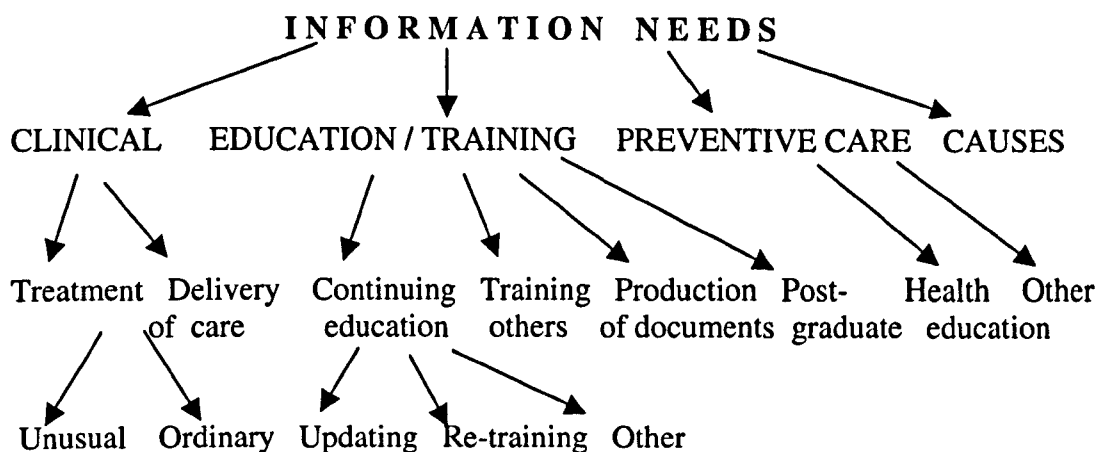 INFORMATION NEEDS
CLINICAL EDUCATION / TRAINING PREVENTIVE CARE CAUSES
Treatment Delivery of care Continuing education Training others Production of documents Post-graduate Health education Other
Unusual Ordinary Updating Re-training Other